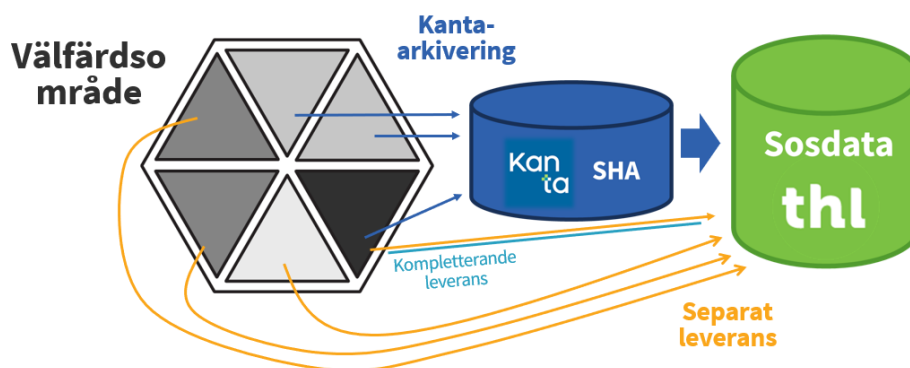 Välfärdso
mråde
Kanta-
arkivering
Kan
ta
SHA
Sosdata
thl
Kompletterande
leverans
Separat
leverans